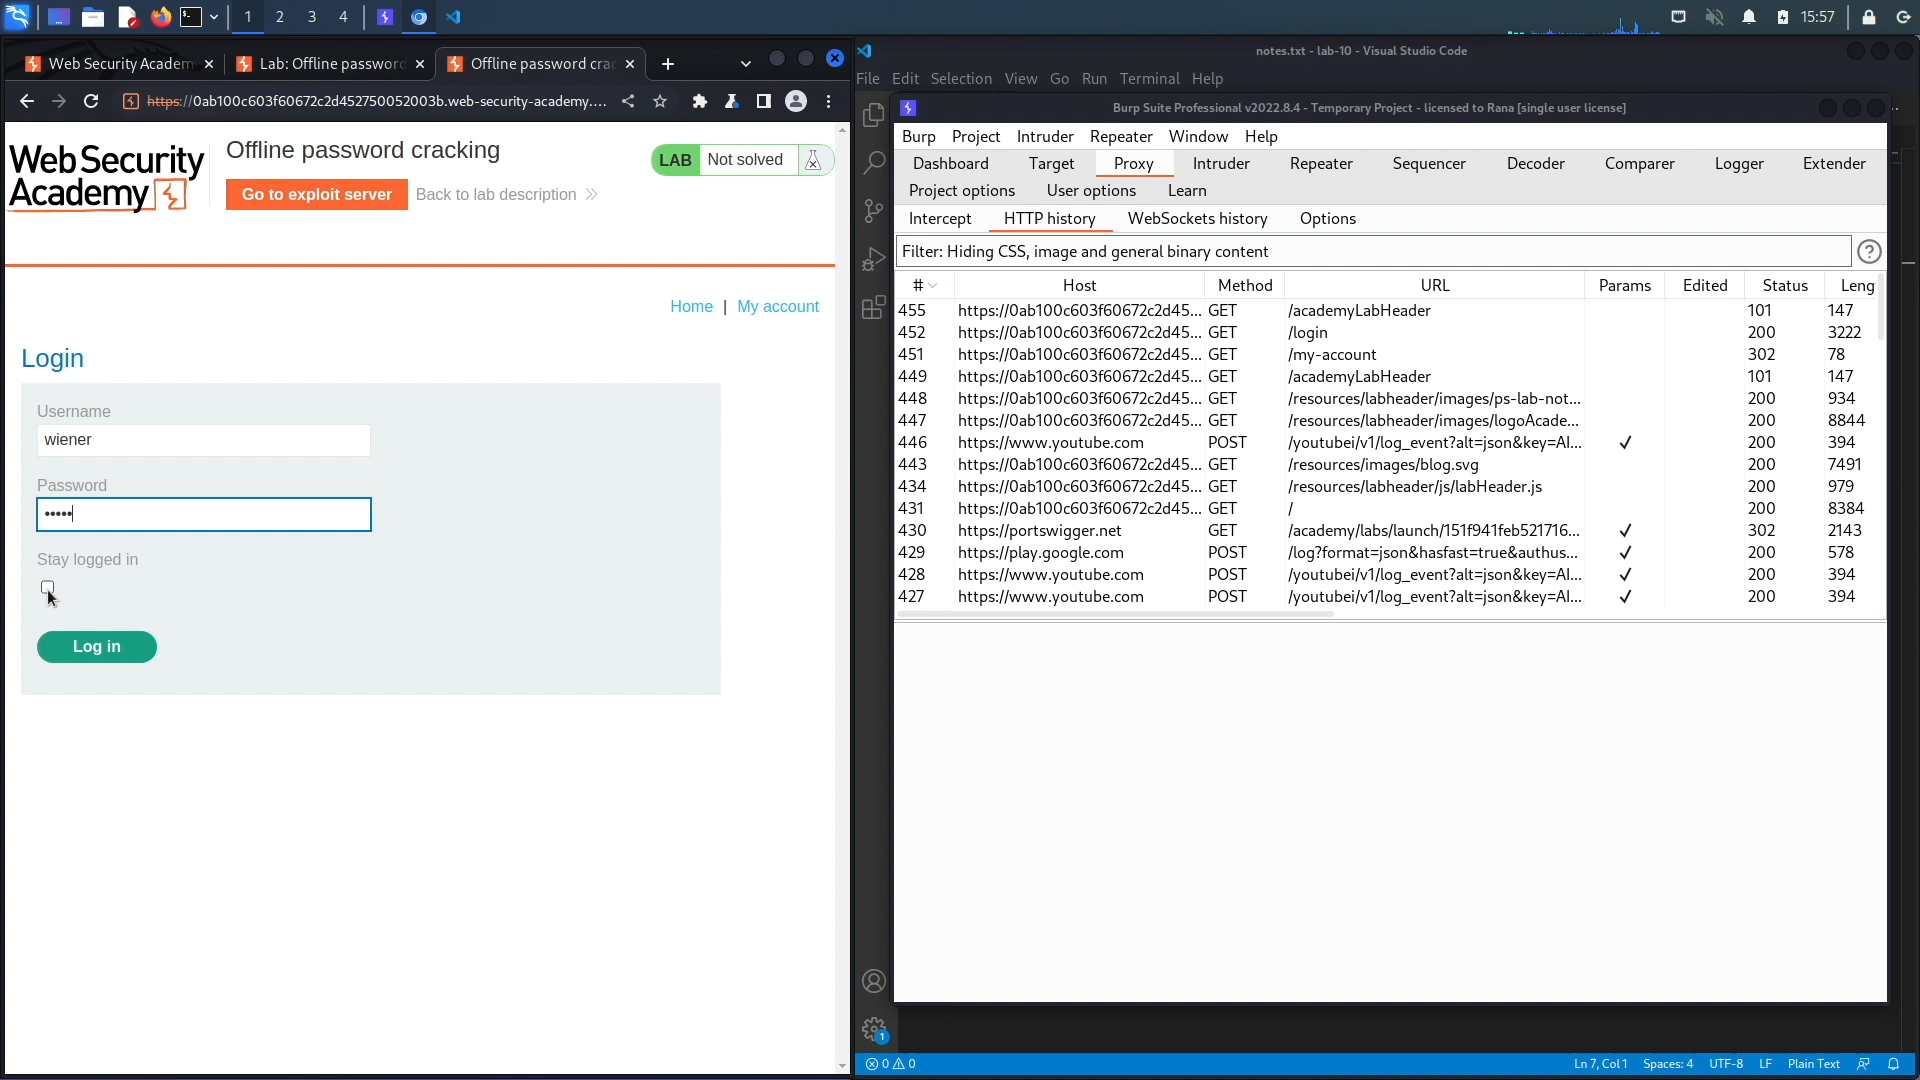 1 2 3 4 15:57
Web Security Academ Lab: Offline password Offline password crac
https://0ab100c603f60672c2d452750052003b.web-security-academy....
Web Security Academy
Offline password cracking
LAB Not solved
Go to exploit server Back to lab description
Home | My account
Login
Username
wiener
Password
•••••
Stay logged in
Log in
notes.txt - lab-10 - Visual Studio Code
File Edit Selection View Go Run Terminal Help
Burp Suite Professional v2022.8.4 - Temporary Project - licensed to Rana [single user license]
Burp Project Intruder Repeater Window Help
Dashboard Target Proxy Intruder Repeater Sequencer Decoder Comparer Logger Extender
Project options User options Learn
Intercept HTTP history WebSockets history Options
Filter: Hiding CSS, image and general binary content
# Host Method URL Params Edited Status Leng
455 https://0ab100c603f60672c2d45... GET /academyLabHeader 101 147
452 https://0ab100c603f60672c2d45... GET /login 200 3222
451 https://0ab100c603f60672c2d45... GET /my-account 302 78
449 https://0ab100c603f60672c2d45... GET /academyLabHeader 101 147
448 https://0ab100c603f60672c2d45... GET /resources/labheader/images/ps-lab-not... 200 934
447 https://0ab100c603f60672c2d45... GET /resources/labheader/images/logoAcade... 200 8844
446 https://www.youtube.com POST /youtubei/v1/log_event?alt=json&key=AI... ✓ 200 394
443 https://0ab100c603f60672c2d45... GET /resources/images/blog.svg 200 7491
434 https://0ab100c603f60672c2d45... GET /resources/labheader/js/labHeader.js 200 979
431 https://0ab100c603f60672c2d45... GET / 200 8384
430 https://portswigger.net GET /academy/labs/launch/151f941feb521716... ✓ 302 2143
429 https://play.google.com POST /log?format=json&hasfast=true&authus... ✓ 200 578
428 https://www.youtube.com POST /youtubei/v1/log_event?alt=json&key=AI... ✓ 200 394
427 https://www.youtube.com POST /youtubei/v1/log_event?alt=json&key=AI... ✓ 200 394
1
0 0 Ln 7, Col 1 Spaces: 4 UTF-8 LF Plain Text